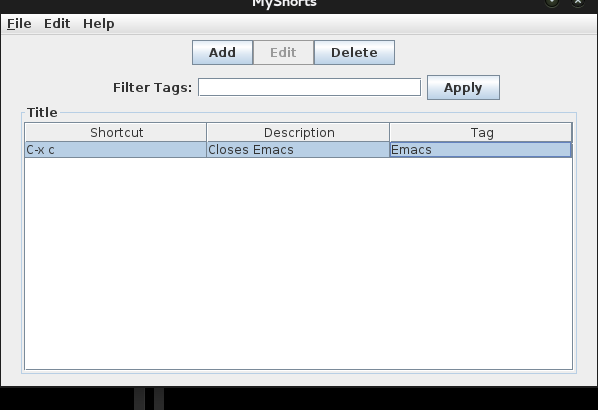 MyShorts
File Edit Help
Add Edit Delete
Filter Tags: Apply
Title
Shortcut Description Tag
C-x c Closes Emacs Emacs